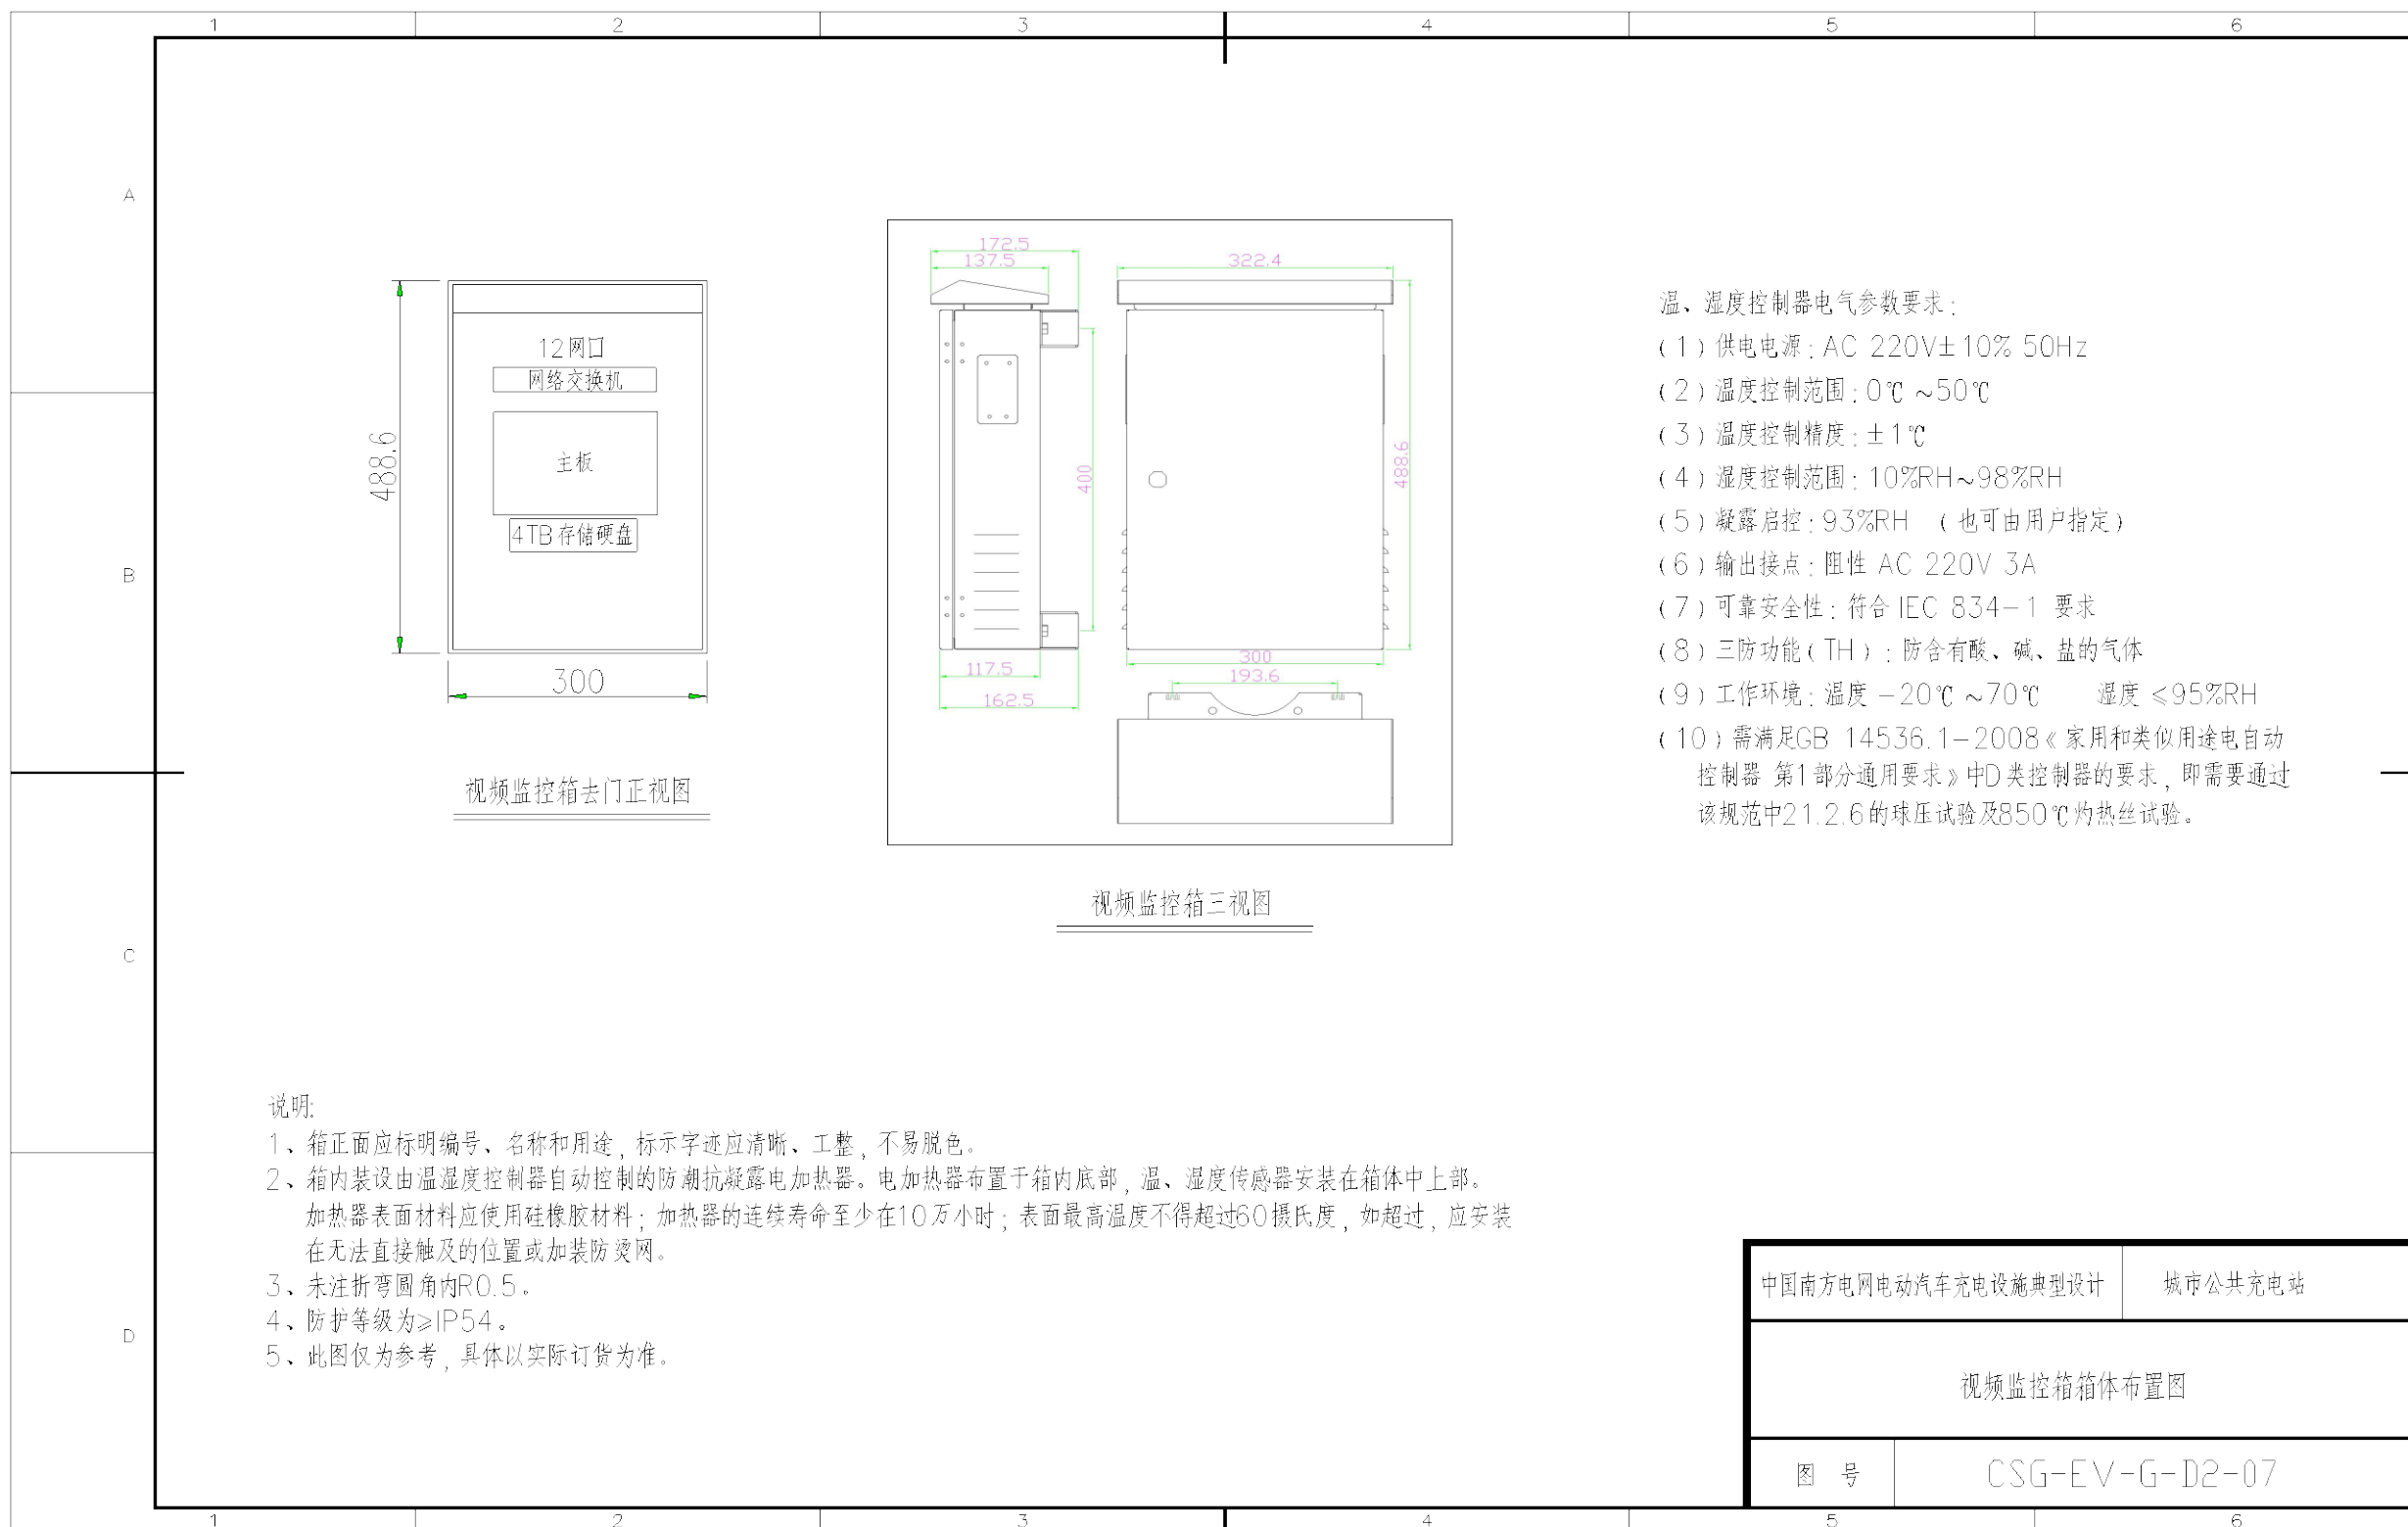 1 2 3 4 5 6
A
B
C
D
488.6
12网口
网络交换机
主板
4TB存储硬盘
300
视频监控箱去门正视图
172.5
137.5
322.4
400
488.6
117.5
162.5
300
193.6
视频监控箱三视图
温、湿度控制器电气参数要求:
(1)供电电源:AC 220V±10% 50Hz
(2)温度控制范围:0℃~50℃
(3)温度控制精度:±1℃
(4)湿度控制范围:10%RH~98%RH
(5)凝露启控:93%RH (也可由用户指定)
(6)输出接点:阻性 AC 220V 3A
(7)可靠安全性:符合IEC 834-1 要求
(8)三防功能(TH):防含有酸、碱、盐的气体
(9)工作环境:温度 -20℃~70℃ 湿度 ≤95%RH
(10)需满足GB 14536.1-2008《家用和类似用途电自动
控制器 第1部分通用要求》中D类控制器的要求,即需要通过
该规范中21.2.6的球压试验及850℃灼热丝试验。
说明:
1、箱正面应标明编号、名称和用途,标示字迹应清晰、工整,不易脱色。
2、箱内装设由温湿度控制器自动控制的防潮抗凝露电加热器。电加热器布置于箱内底部,温、湿度传感器安装在箱体中上部。
加热器表面材料应使用硅橡胶材料;加热器的连续寿命至少在10万小时;表面最高温度不得超过60摄氏度,如超过,应安装
在无法直接触及的位置或加装防烫网。
3、未注折弯圆角内R0.5。
4、防护等级为≥IP54。
5、此图仅为参考,具体以实际订货为准。
中国南方电网电动汽车充电设施典型设计 城市公共充电站
视频监控箱箱体布置图
图 号 CSG-EV-G-D2-07
1 2 3 4 5 6